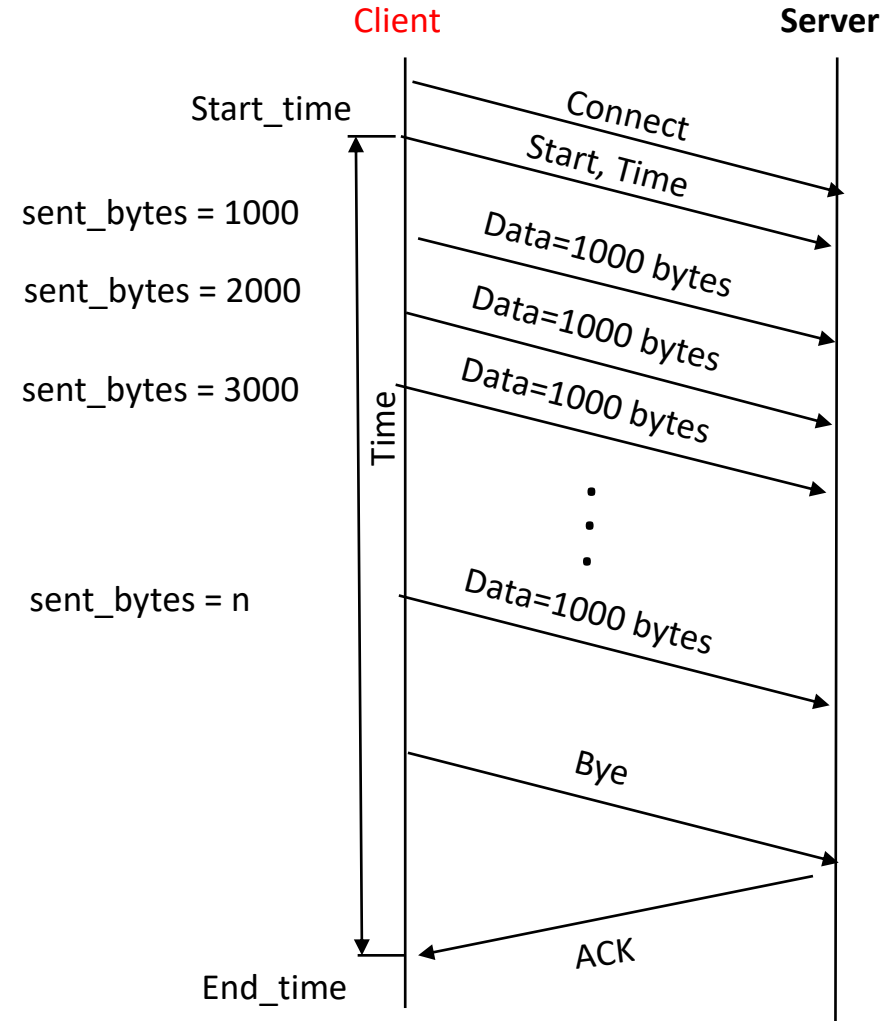 Client
Server
Start_time
Connect
Start, Time
sent_bytes = 1000
Data=1000 bytes
sent_bytes = 2000
Data=1000 bytes
sent_bytes = 3000
Data=1000 bytes
Time
sent_bytes = n
Data=1000 bytes
Bye
ACK
End_time